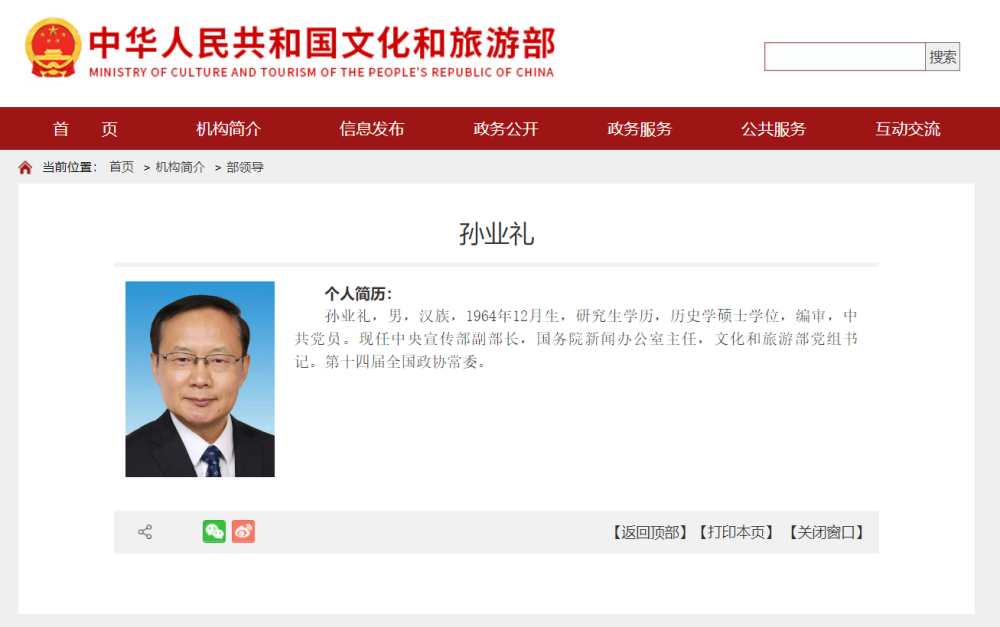 中华人民共和国文化和旅游部
MINISTRY OF CULTURE AND TOURISM OF THE PEOPLE'S REPUBLIC OF CHINA
搜索
首 页 机构简介 信息发布 政务公开 政务服务 公共服务 互动交流
当前位置： 首页 > 机构简介 > 部领导
孙业礼
个人简历：
孙业礼，男，汉族，1964年12月生，研究生学历，历史学硕士学位，编审，中
共党员。现任中央宣传部副部长，国务院新闻办公室主任，文化和旅游部党组书
记。第十四届全国政协常委。
【返回顶部】 【打印本页】 【关闭窗口】